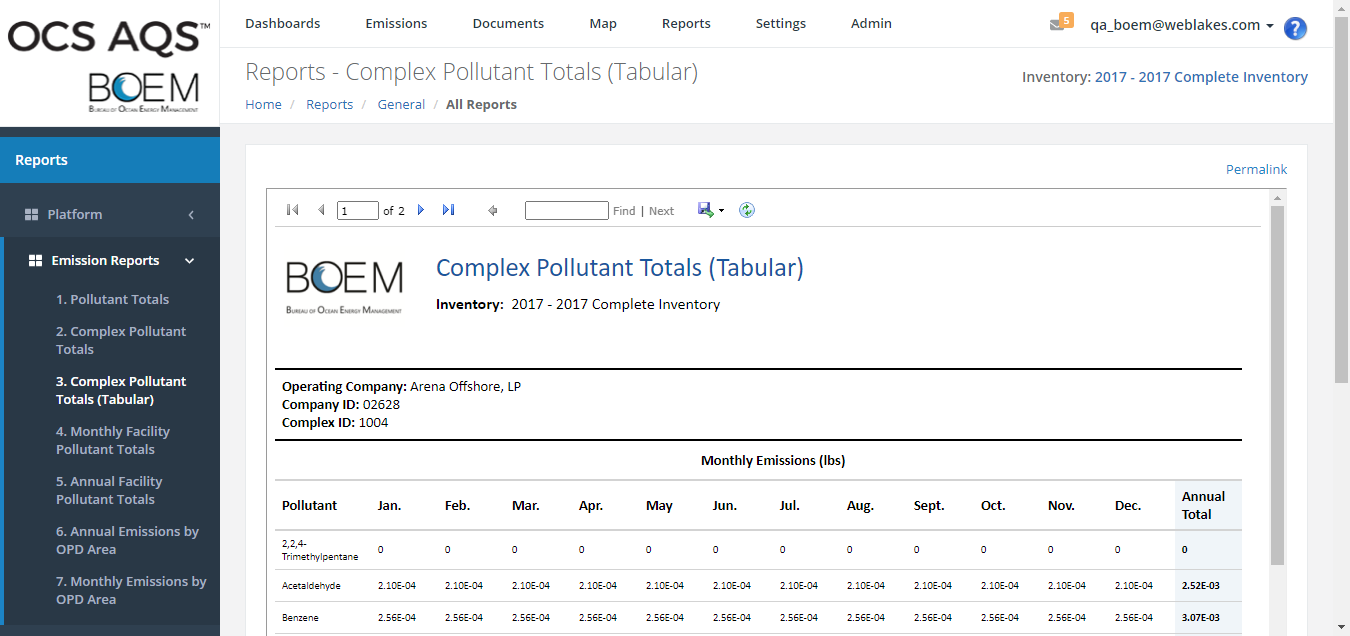 OCS AQS™
BOEM
BUREAU OF OCEAN ENERGY MANAGEMENT
Dashboards Emissions Documents Map Reports Settings Admin
5 qa_boem@weblakes.com ?
Reports - Complex Pollutant Totals (Tabular)
Inventory: 2017 - 2017 Complete Inventory
Home / Reports / General / All Reports
Reports
Platform
Emission Reports
1. Pollutant Totals
2. Complex Pollutant
Totals
3. Complex Pollutant
Totals (Tabular)
4. Monthly Facility
Pollutant Totals
5. Annual Facility
Pollutant Totals
6. Annual Emissions by
OPD Area
7. Monthly Emissions by
OPD Area
Permalink
1 of 2 Find | Next
BOEM
BUREAU OF OCEAN ENERGY MANAGEMENT
Complex Pollutant Totals (Tabular)
Inventory: 2017 - 2017 Complete Inventory
Operating Company: Arena Offshore, LP
Company ID: 02628
Complex ID: 1004
Monthly Emissions (lbs)
Pollutant Jan. Feb. Mar. Apr. May Jun. Jul. Aug. Sept. Oct. Nov. Dec. Annual
Total
2,2,4-
Trimethylpentane 0 0 0 0 0 0 0 0 0 0 0 0 0
Acetaldehyde 2.10E-04 2.10E-04 2.10E-04 2.10E-04 2.10E-04 2.10E-04 2.10E-04 2.10E-04 2.10E-04 2.10E-04 2.10E-04 2.10E-04 2.52E-03
Benzene 2.56E-04 2.56E-04 2.56E-04 2.56E-04 2.56E-04 2.56E-04 2.56E-04 2.56E-04 2.56E-04 2.56E-04 2.56E-04 2.56E-04 3.07E-03